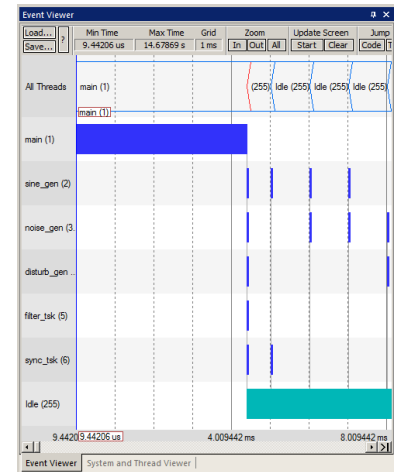 Event Viewer
Load... ? Min Time Max Time Grid Zoom Update Screen Jump
Save... 9.44206 us 14.67869 s 1 ms In Out All Start Clear Code T
All Threads main (1) (255) Idle (255) Idle (255) Idle (255)
main (1)
main (1)
sine_gen (2)
noise_gen (3.
disturb_gen ..
filter_tsk (5)
sync_tsk (6)
Idle (255)
9.4420 9.44206 us 4.009442 ms 8.009442 ms
Event Viewer System and Thread Viewer